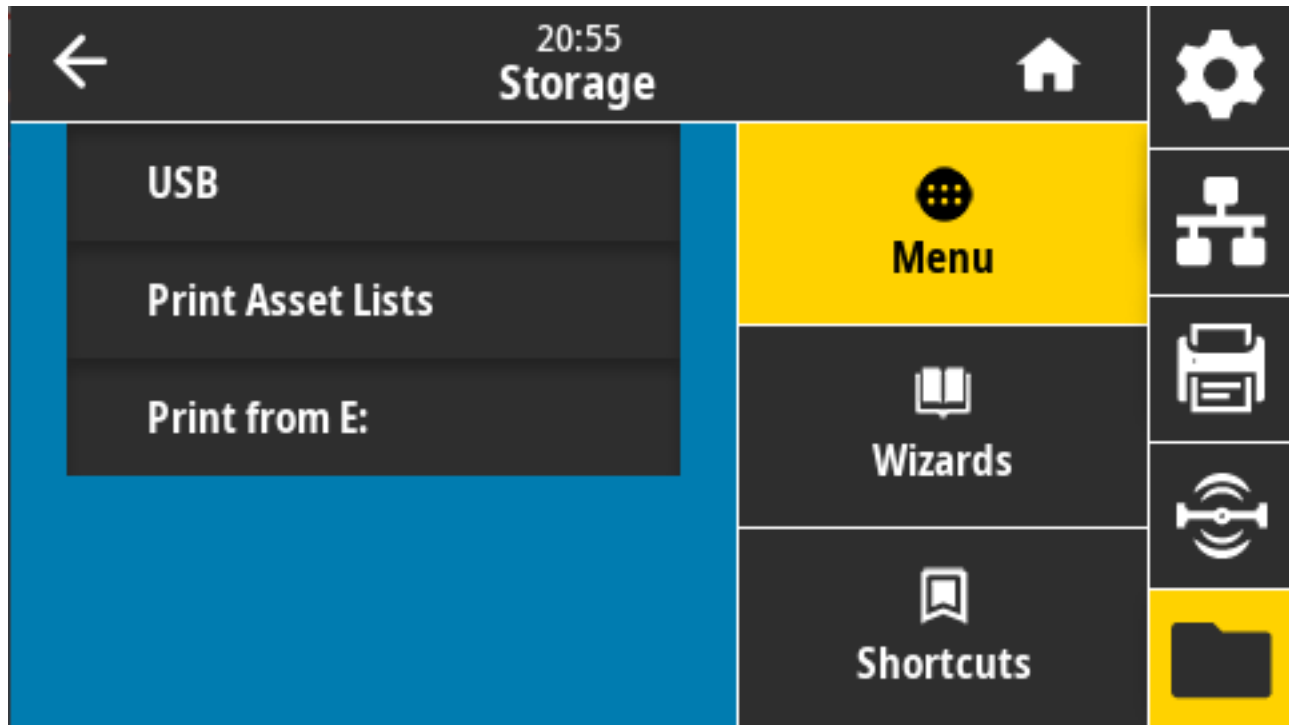 20:55
Storage
USB
Print Asset Lists
Print from E:
Menu
Wizards
Shortcuts